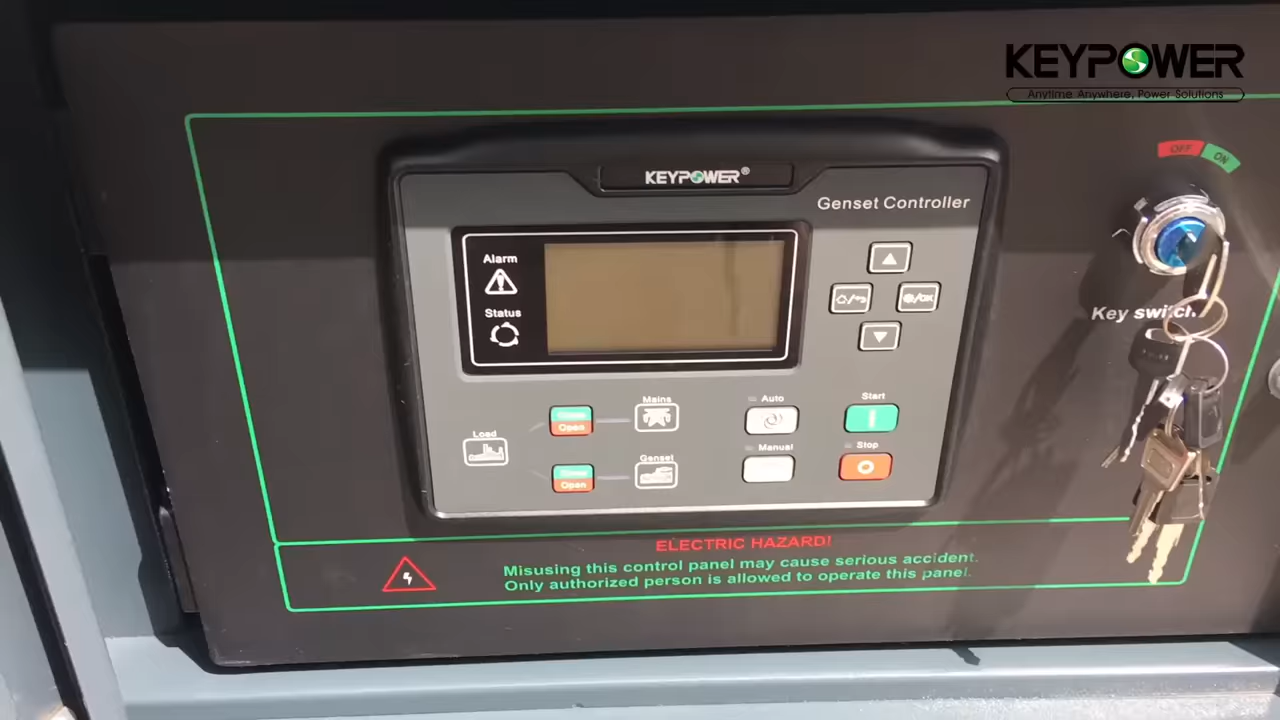 KEYPOWER
Anytime Anywhere, Power Solutions
OFF
ON
KEYPOWER®
Genset Controller
Alarm
Status
/OK
Key switch
Mains
Auto
Start
Open
Load
Manual
Stop
Genset
Open
ELECTRIC HAZARD!
Misusing this control panel may cause serious accident.
Only authorized person is allowed to operate this panel.